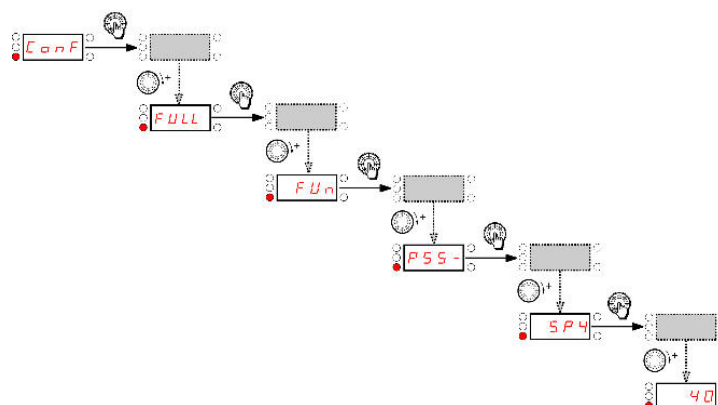 ConF
+
FULL
+
FUn
+
PSS-
+
SP4
+
40